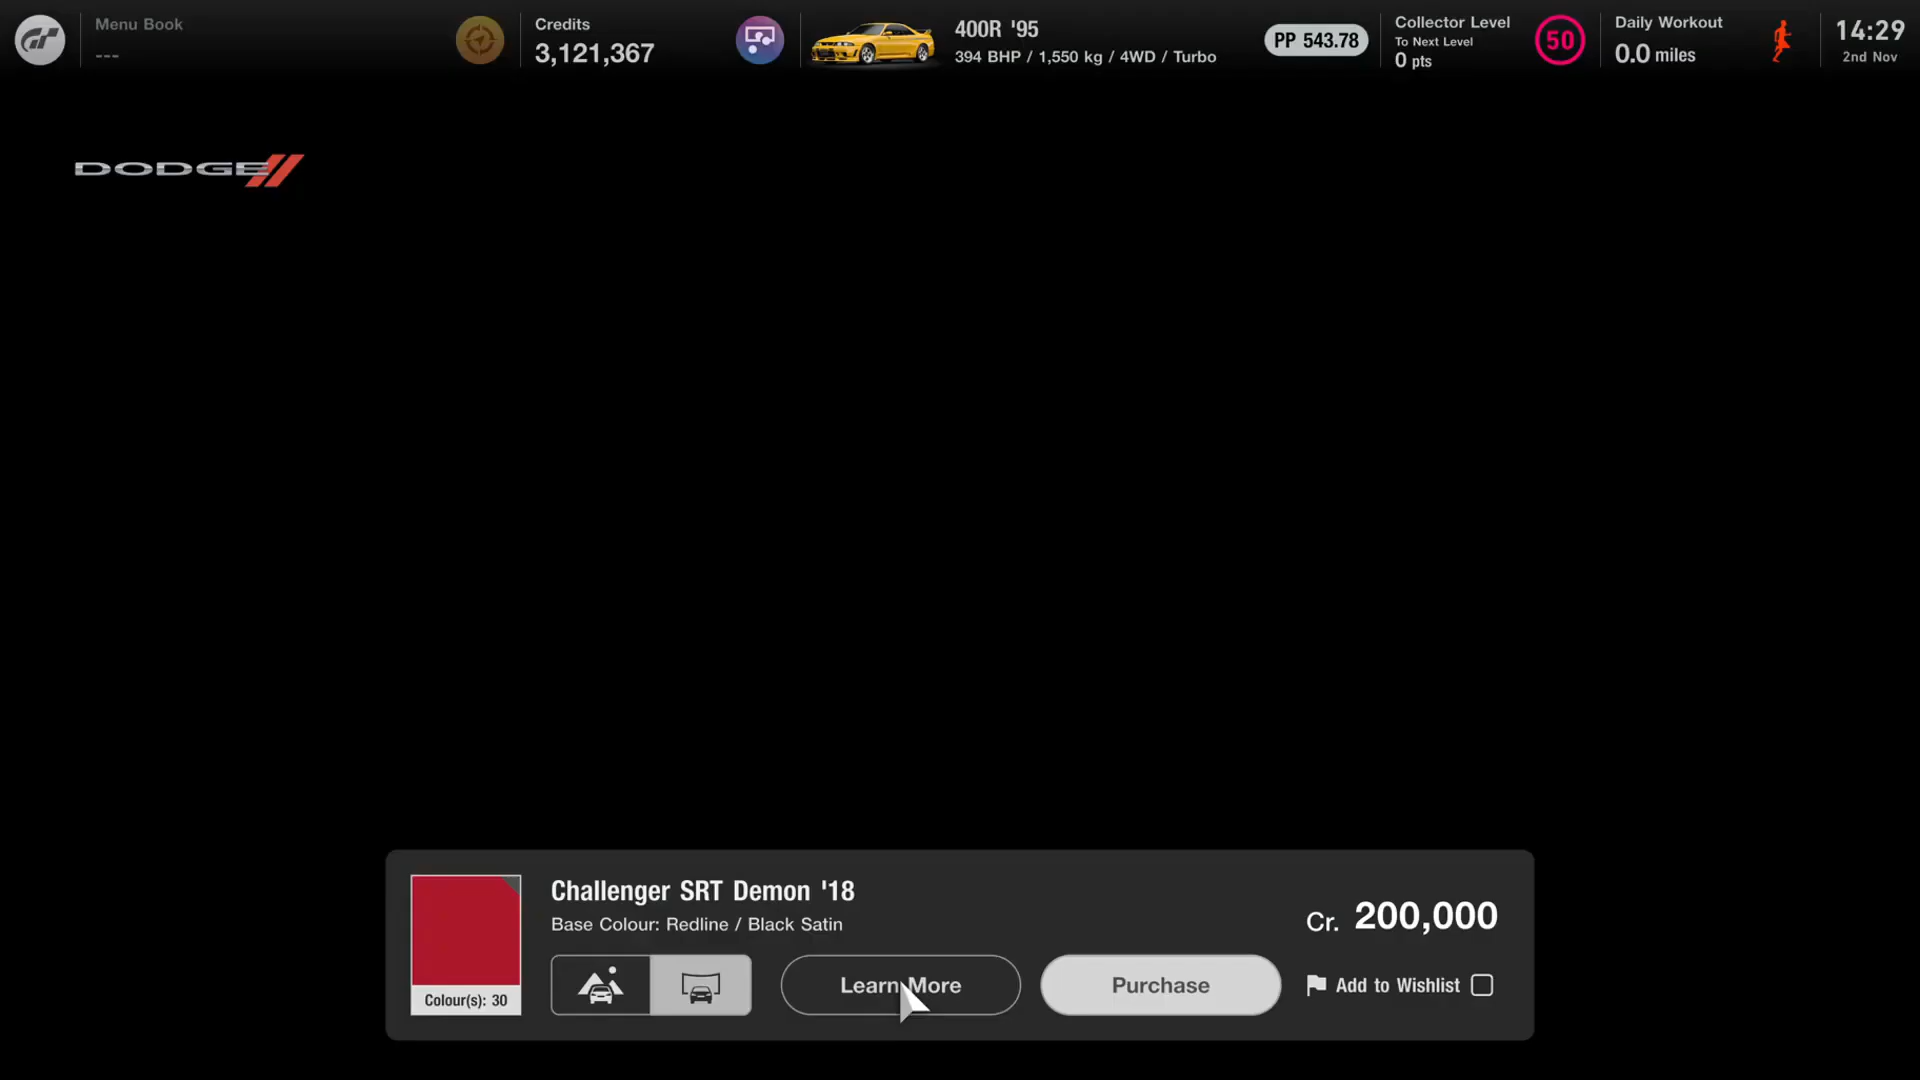 Menu Book
---
Credits
3,121,367
400R '95
394 BHP / 1,550 kg / 4WD / Turbo
PP 543.78
Collector Level
To Next Level
0 pts
50
Daily Workout
0.0 miles
14:29
2nd Nov
DODGE
Challenger SRT Demon '18
Base Colour: Redline / Black Satin
Colour(s): 30
Cr. 200,000
Learn More
Purchase
Add to Wishlist